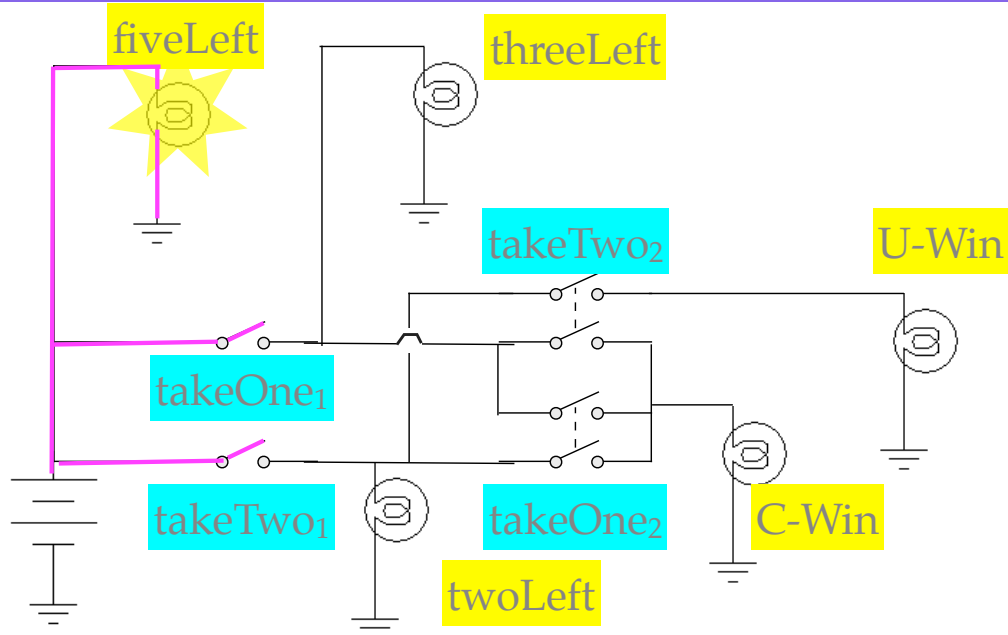 fiveLeft
threeLeft
takeTwo₂
U-Win
takeOne₁
takeTwo₁
takeOne₂
C-Win
twoLeft